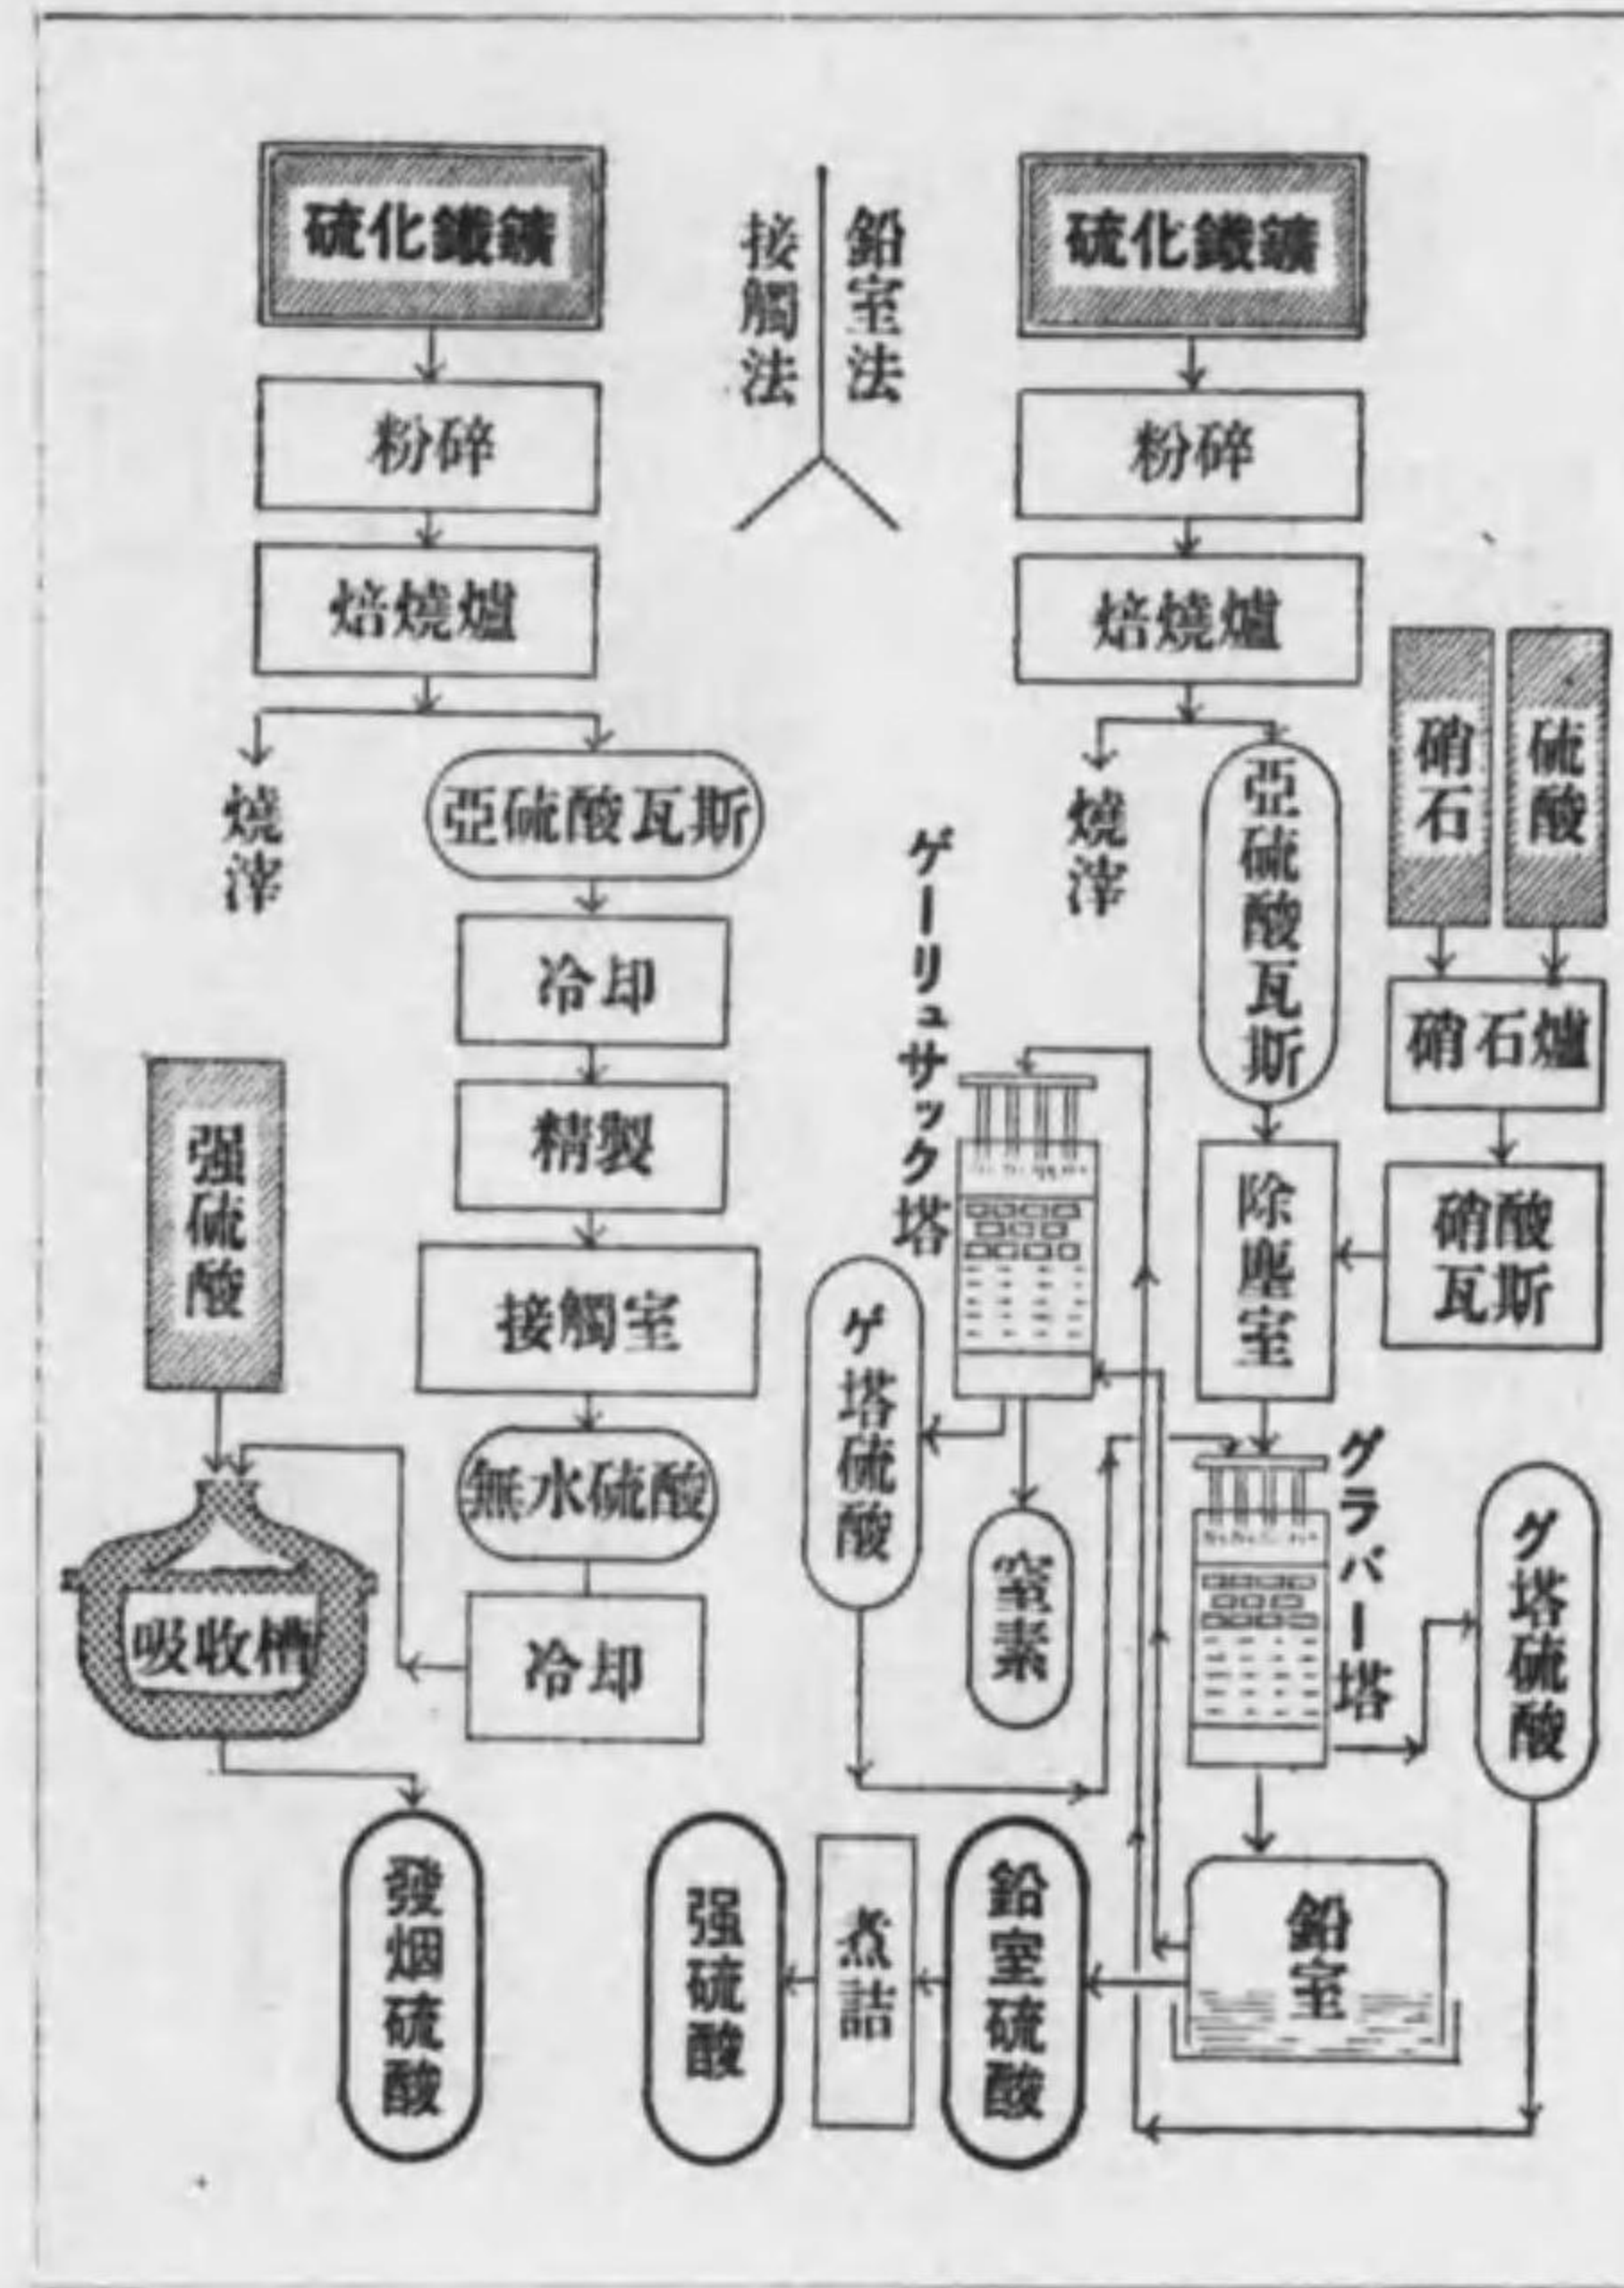 鉛室法
接觸法
硫化鐵鑛
粉碎
焙燒爐
燒滓
亞硫酸瓦斯
硝石
硫酸
硝石爐
硝酸
瓦斯
除塵室
グラバー塔
グ塔硫酸
ゲーリュサック塔
ゲ塔硫酸
窒素
鉛室
鉛室硫酸
煮詰
强硫酸
硫化鐵鑛
粉碎
焙燒爐
燒滓
亞硫酸瓦斯
冷却
精製
接觸室
無水硫酸
冷却
强硫酸
吸收槽
發烟硫酸